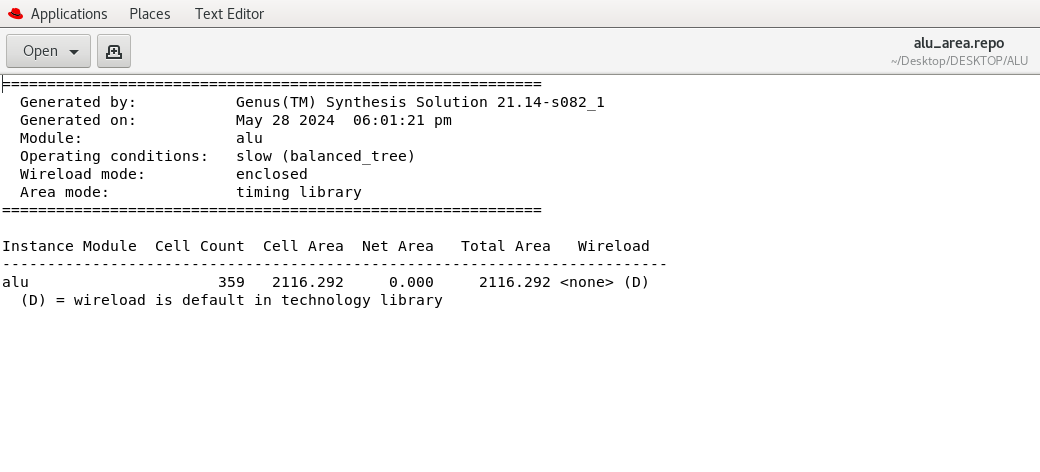 Applications Places Text Editor
Open
alu_area.repo
~/Desktop/DESKTOP/ALU
============================================================
  Generated by:           Genus(TM) Synthesis Solution 21.14-s082_1
  Generated on:           May 28 2024  06:01:21 pm
  Module:                 alu
  Operating conditions:   slow (balanced_tree)
  Wireload mode:          enclosed
  Area mode:              timing library
============================================================
Instance Module  Cell Count  Cell Area  Net Area   Total Area   Wireload
--------------------------------------------------------------------------
alu                     359   2116.292     0.000     2116.292 <none> (D)
  (D) = wireload is default in technology library